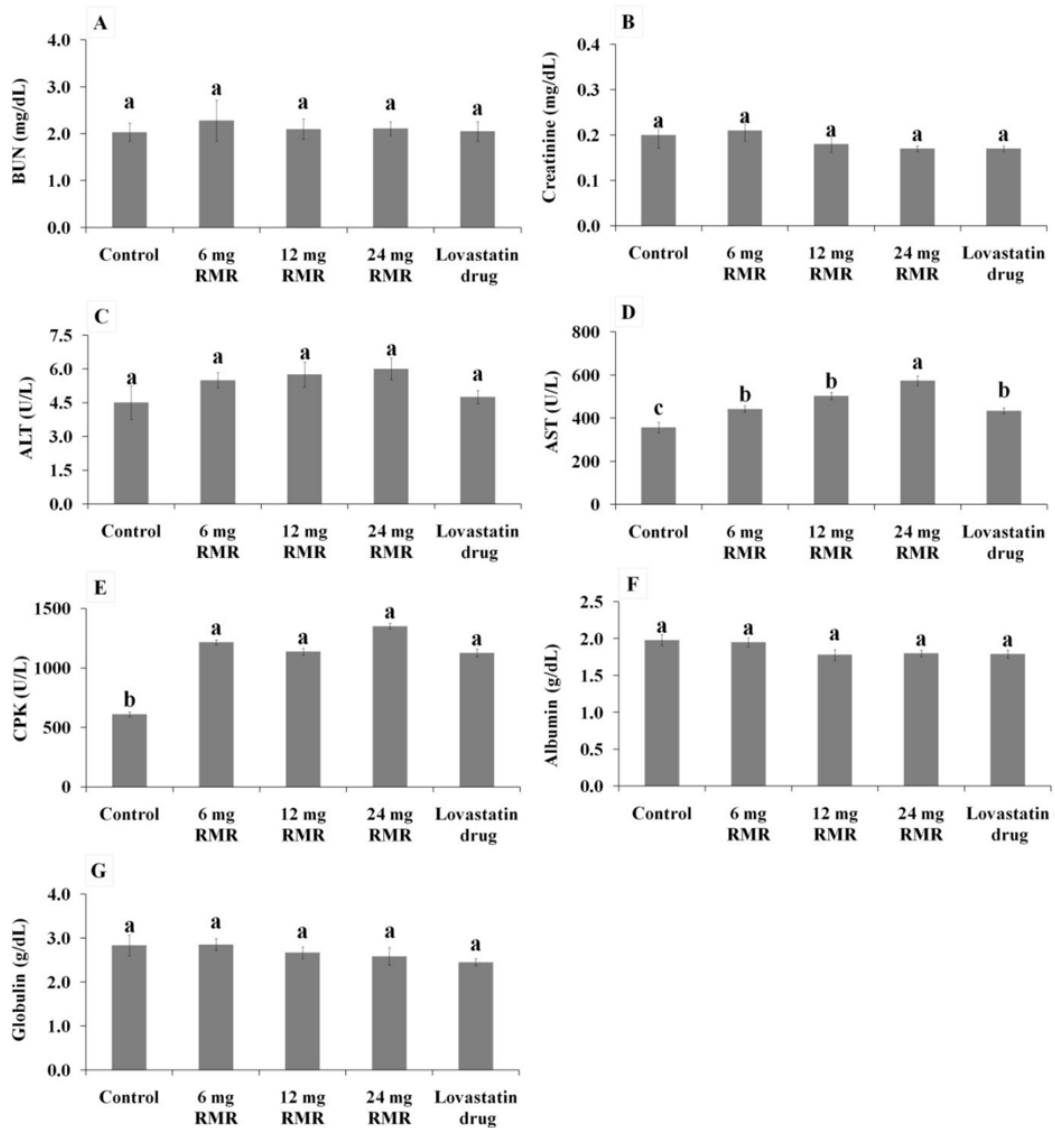 A
BUN (mg/dL)
4.0
3.0
2.0
1.0
0.0
a a a a a
Control 6 mg 12 mg 24 mg Lovastatin
RMR RMR RMR drug
B
Creatinine (mg/dL)
0.4
0.3
0.2
0.1
0.0
a a a a a
Control 6 mg 12 mg 24 mg Lovastatin
RMR RMR RMR drug
C
ALT (U/L)
7.5
6.0
4.5
3.0
1.5
0.0
a a a a a
Control 6 mg 12 mg 24 mg Lovastatin
RMR RMR RMR drug
D
AST (U/L)
800
600
400
200
0
c b b a b
Control 6 mg 12 mg 24 mg Lovastatin
RMR RMR RMR drug
E
CPK (U/L)
1500
1000
500
0
b a a a a
Control 6 mg 12 mg 24 mg Lovastatin
RMR RMR RMR drug
F
Albumin (g/dL)
2.5
2.0
1.5
1.0
0.5
0.0
a a a a a
Control 6 mg 12 mg 24 mg Lovastatin
RMR RMR RMR drug
G
Globulin (g/dL)
4.0
3.0
2.0
1.0
0.0
a a a a a
Control 6 mg 12 mg 24 mg Lovastatin
RMR RMR RMR drug